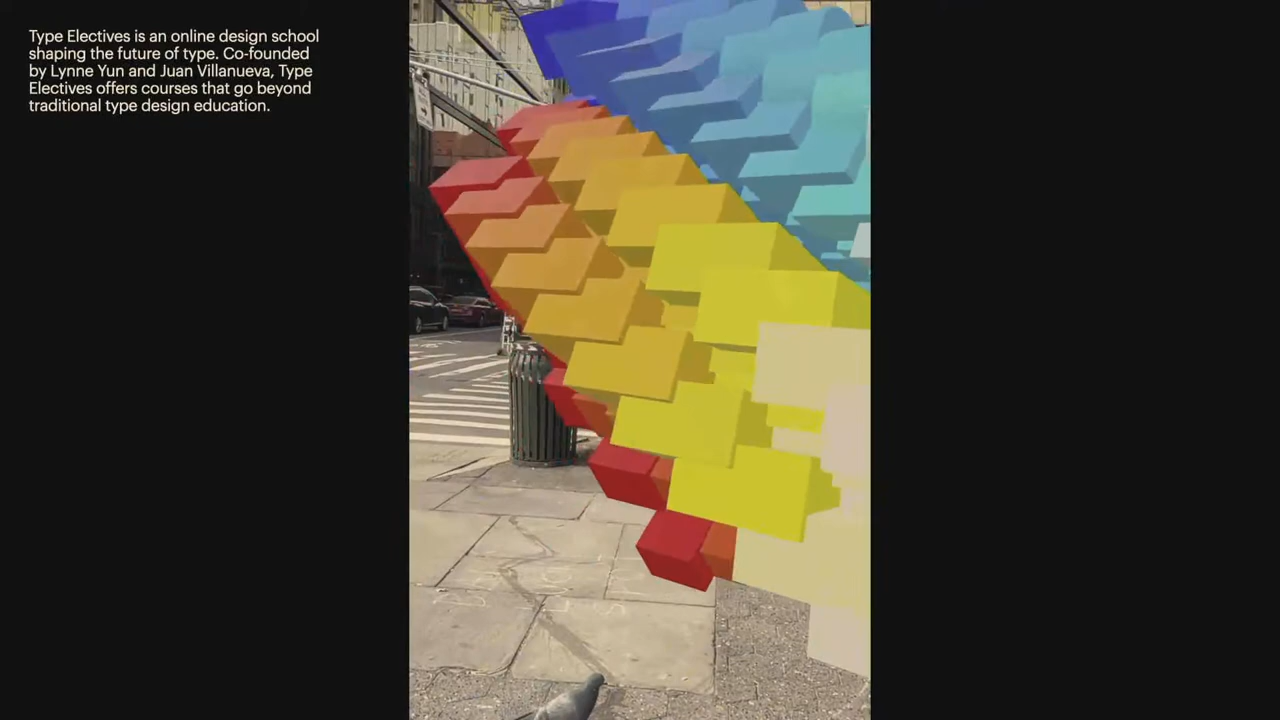 Type Electives is an online design school
shaping the future of type. Co-founded
by Lynne Yun and Juan Villanueva, Type
Electives offers courses that go beyond
traditional type design education.